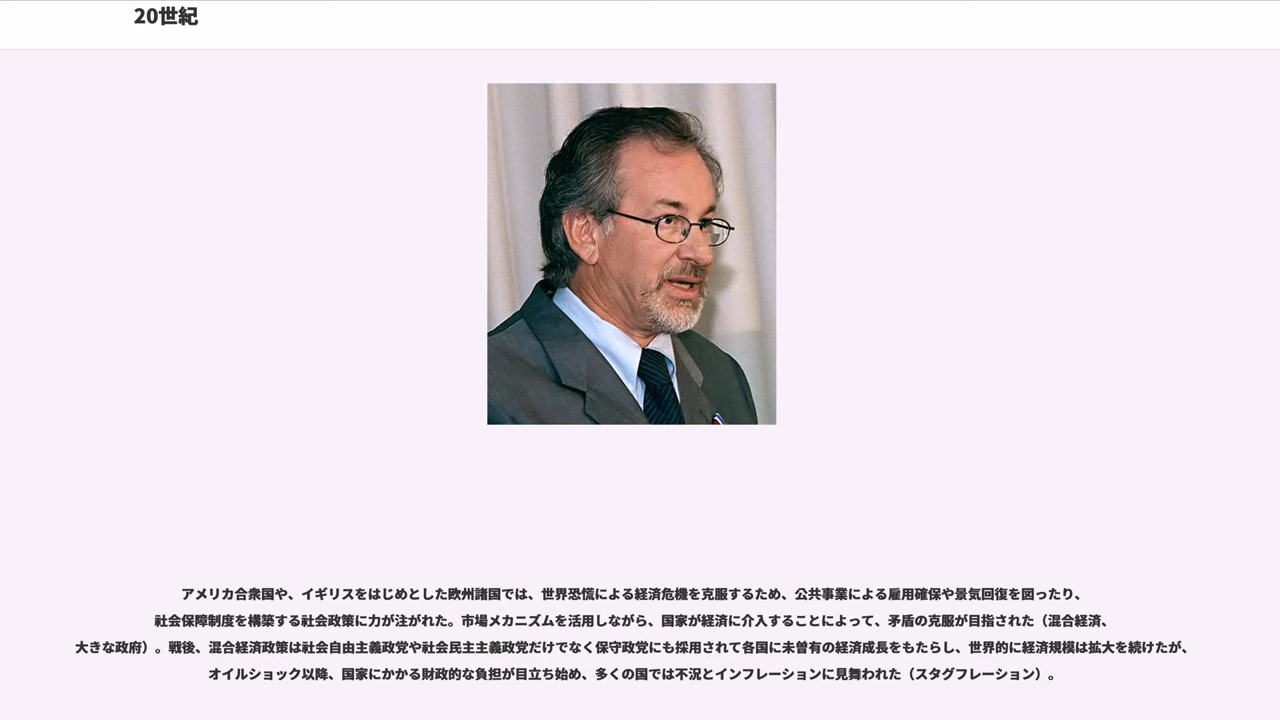 20世紀
アメリカ合衆国や、イギリスをはじめとした欧州諸国では、世界恐慌による経済危機を克服するため、公共事業による雇用確保や景気回復を図ったり、
社会保障制度を構築する社会政策に力が注がれた。市場メカニズムを活用しながら、国家が経済に介入することによって、矛盾の克服が目指された（混合経済、
大きな政府）。戦後、混合経済政策は社会自由主義政党や社会民主主義政党だけでなく保守政党にも採用されて各国に未曽有の経済成長をもたらし、世界的に経済規模は拡大を続けたが、
オイルショック以降、国家にかかる財政的な負担が目立ち始め、多くの国では不況とインフレーションに見舞われた（スタグフレーション）。